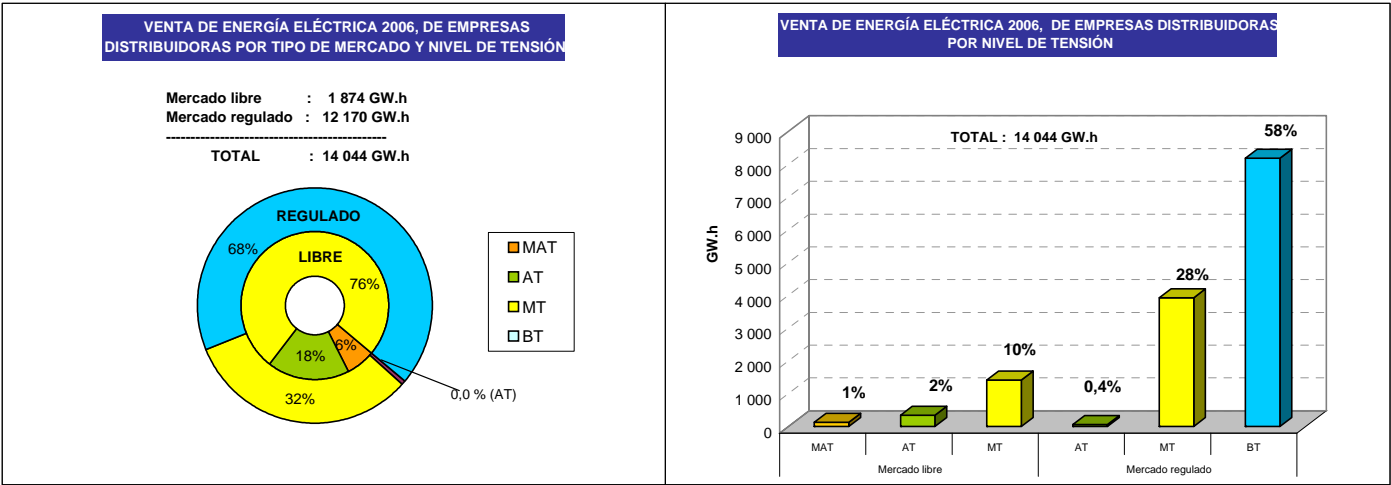 VENTA DE ENERGÍA ELÉCTRICA 2006, DE EMPRESAS
DISTRIBUIDORAS POR TIPO DE MERCADO Y NIVEL DE TENSIÓN
Mercado libre : 1 874 GW.h
Mercado regulado : 12 170 GW.h
----------------------------------------------
TOTAL : 14 044 GW.h
REGULADO
68%
LIBRE
76%
6%
18%
32%
0,0 % (AT)
MAT
AT
MT
BT
VENTA DE ENERGÍA ELÉCTRICA 2006, DE EMPRESAS DISTRIBUIDORAS
POR NIVEL DE TENSIÓN
TOTAL : 14 044 GW.h
GW.h
9 000
8 000
7 000
6 000
5 000
4 000
3 000
2 000
1 000
0
1%
2%
10%
0,4%
28%
58%
MAT AT MT AT MT BT
Mercado libre Mercado regulado